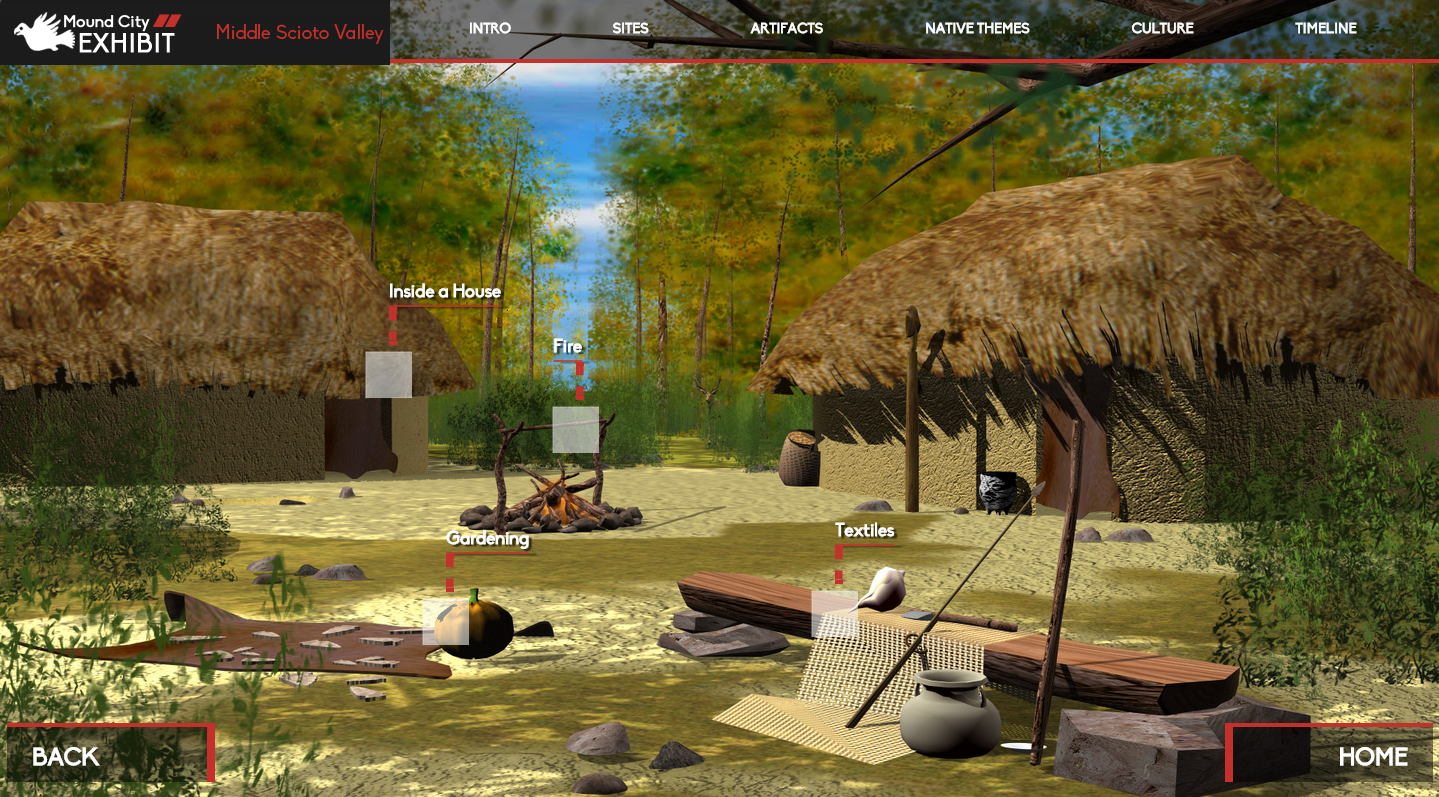 Mound City
EXHIBIT
Middle Scioto Valley
INTRO
SITES
ARTIFACTS
NATIVE THEMES
CULTURE
TIMELINE
Inside a House
Fire
Gardening
Textiles
BACK
HOME